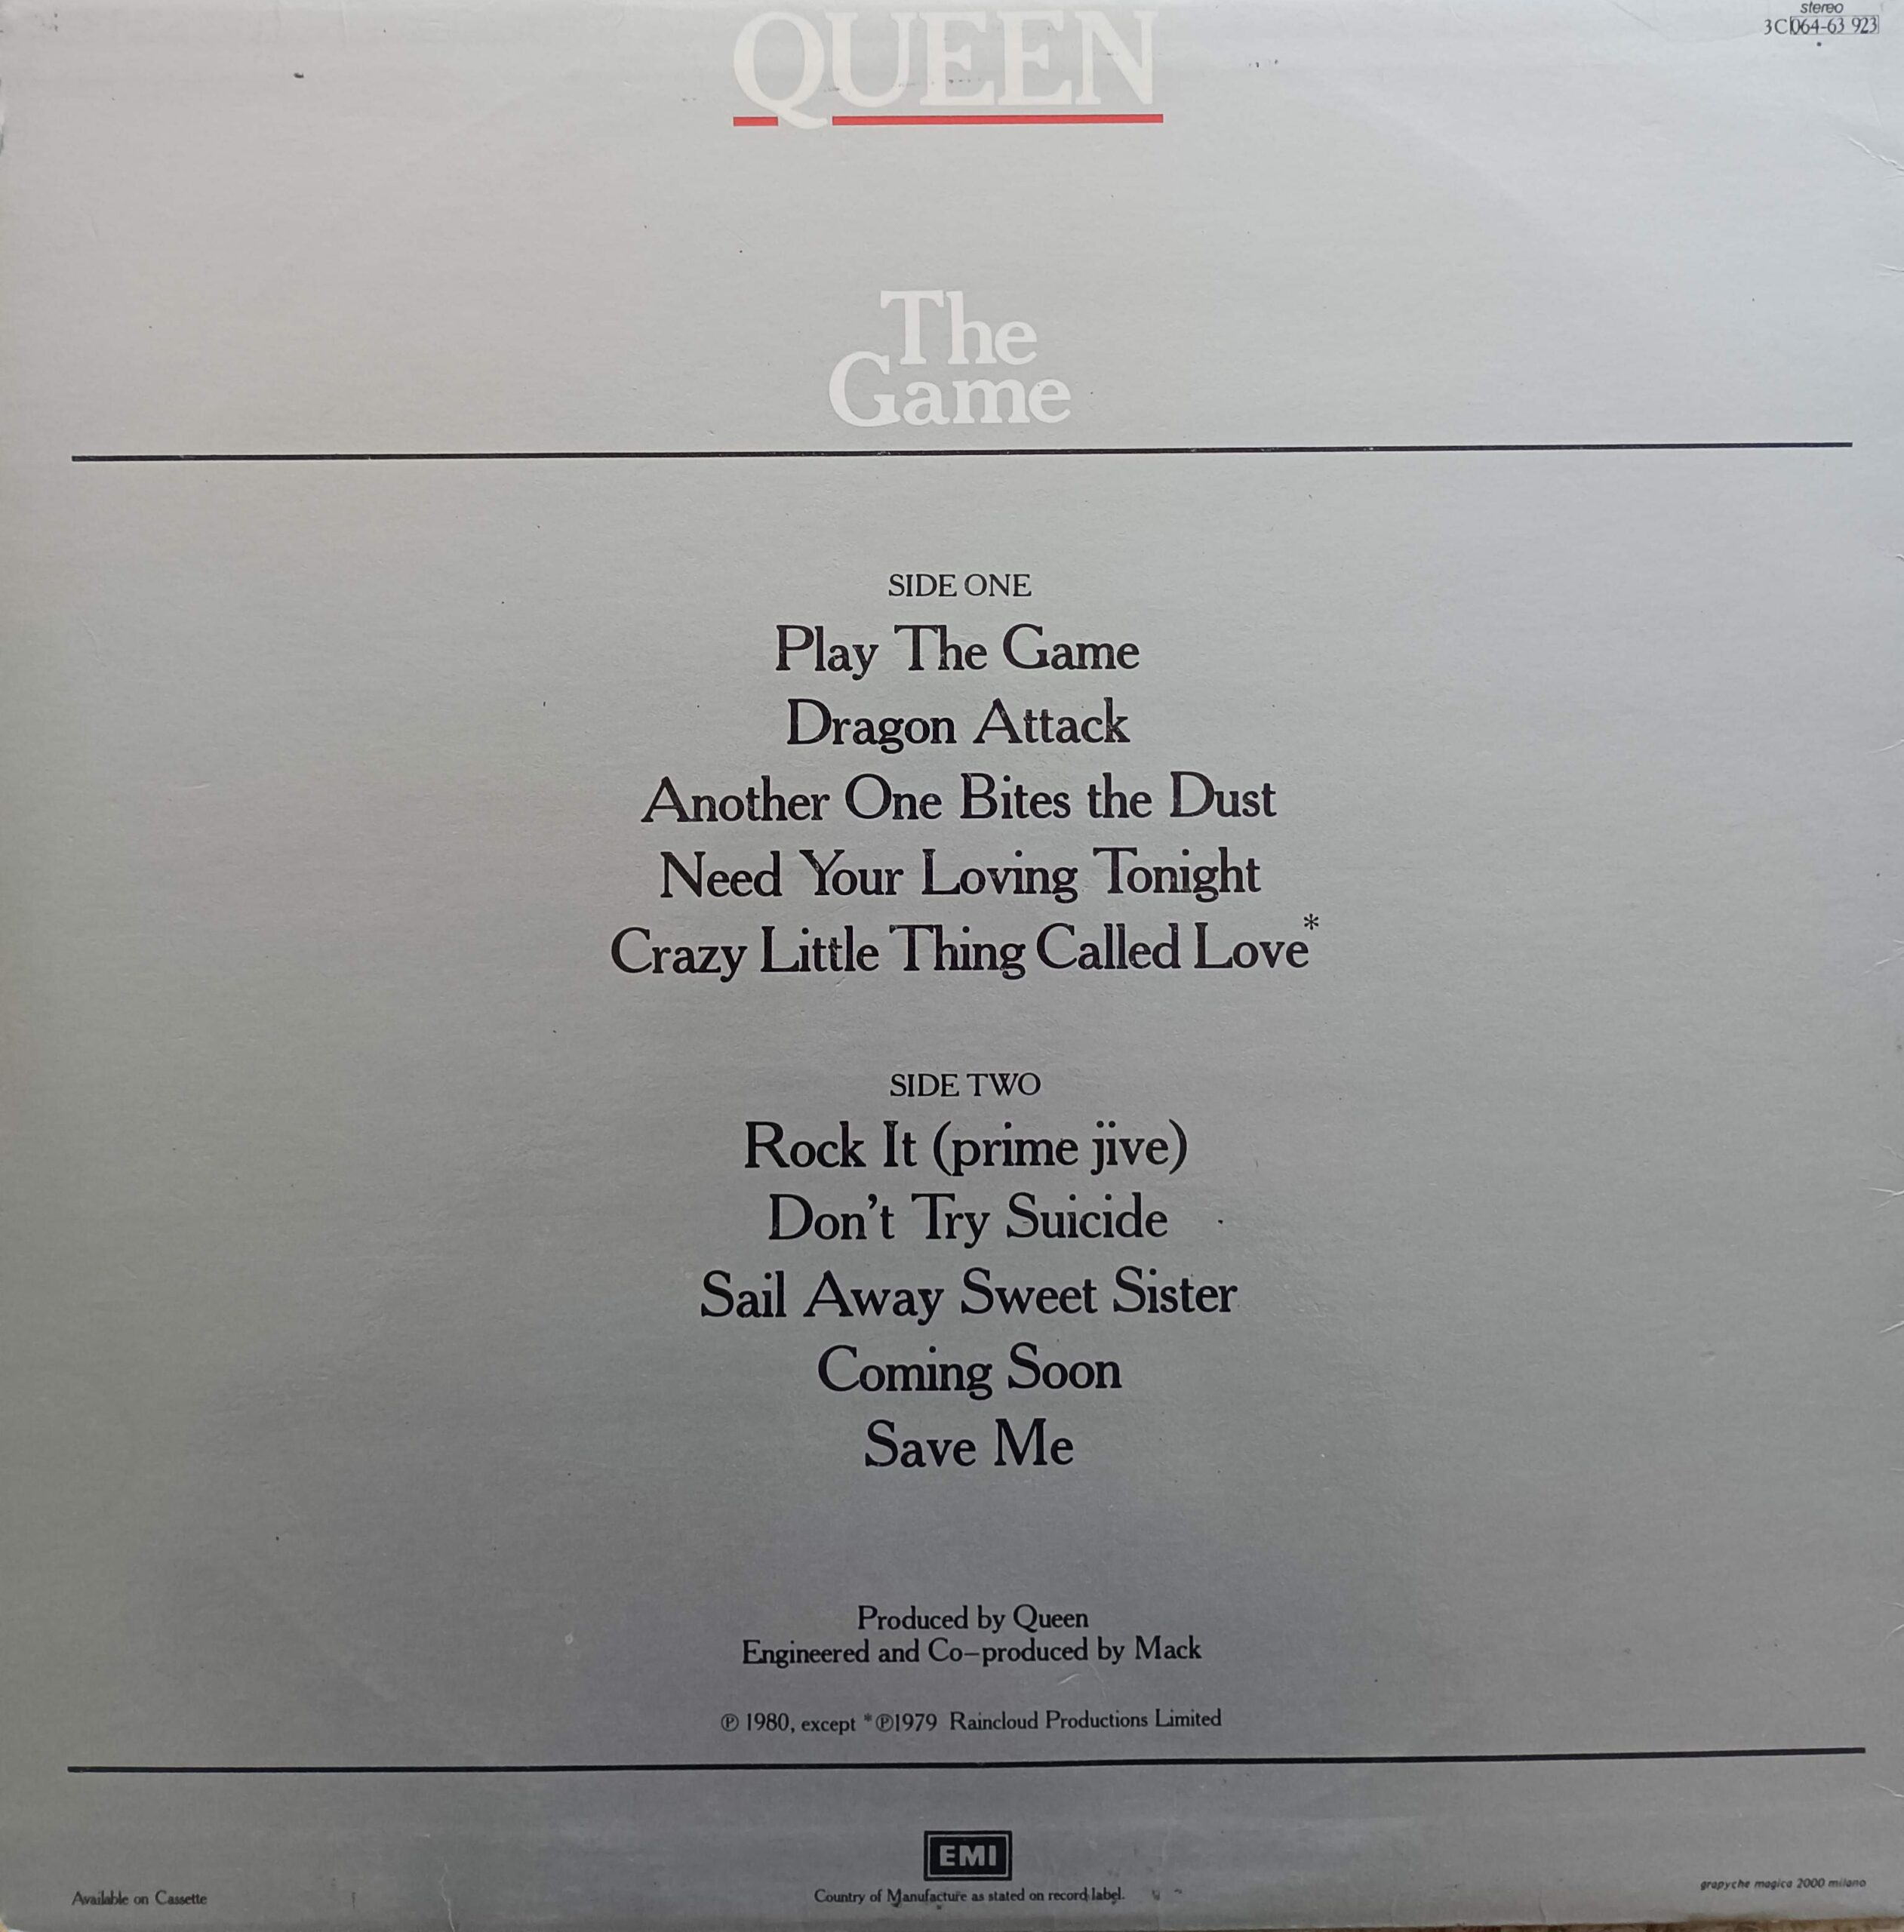 stereo
3C 064-63 923
QUEEN
The
Game
SIDE ONE
Play The Game
Dragon Attack
Another One Bites the Dust
Need Your Loving Tonight
Crazy Little Thing Called Love*
SIDE TWO
Rock It (prime jive)
Don't Try Suicide
Sail Away Sweet Sister
Coming Soon
Save Me
Produced by Queen
Engineered and Co-produced by Mack
℗ 1980, except *℗1979 Raincloud Productions Limited
EMI
Available on Cassette
Country of Manufacture as stated on record label.
grapyche magica 2000 milano